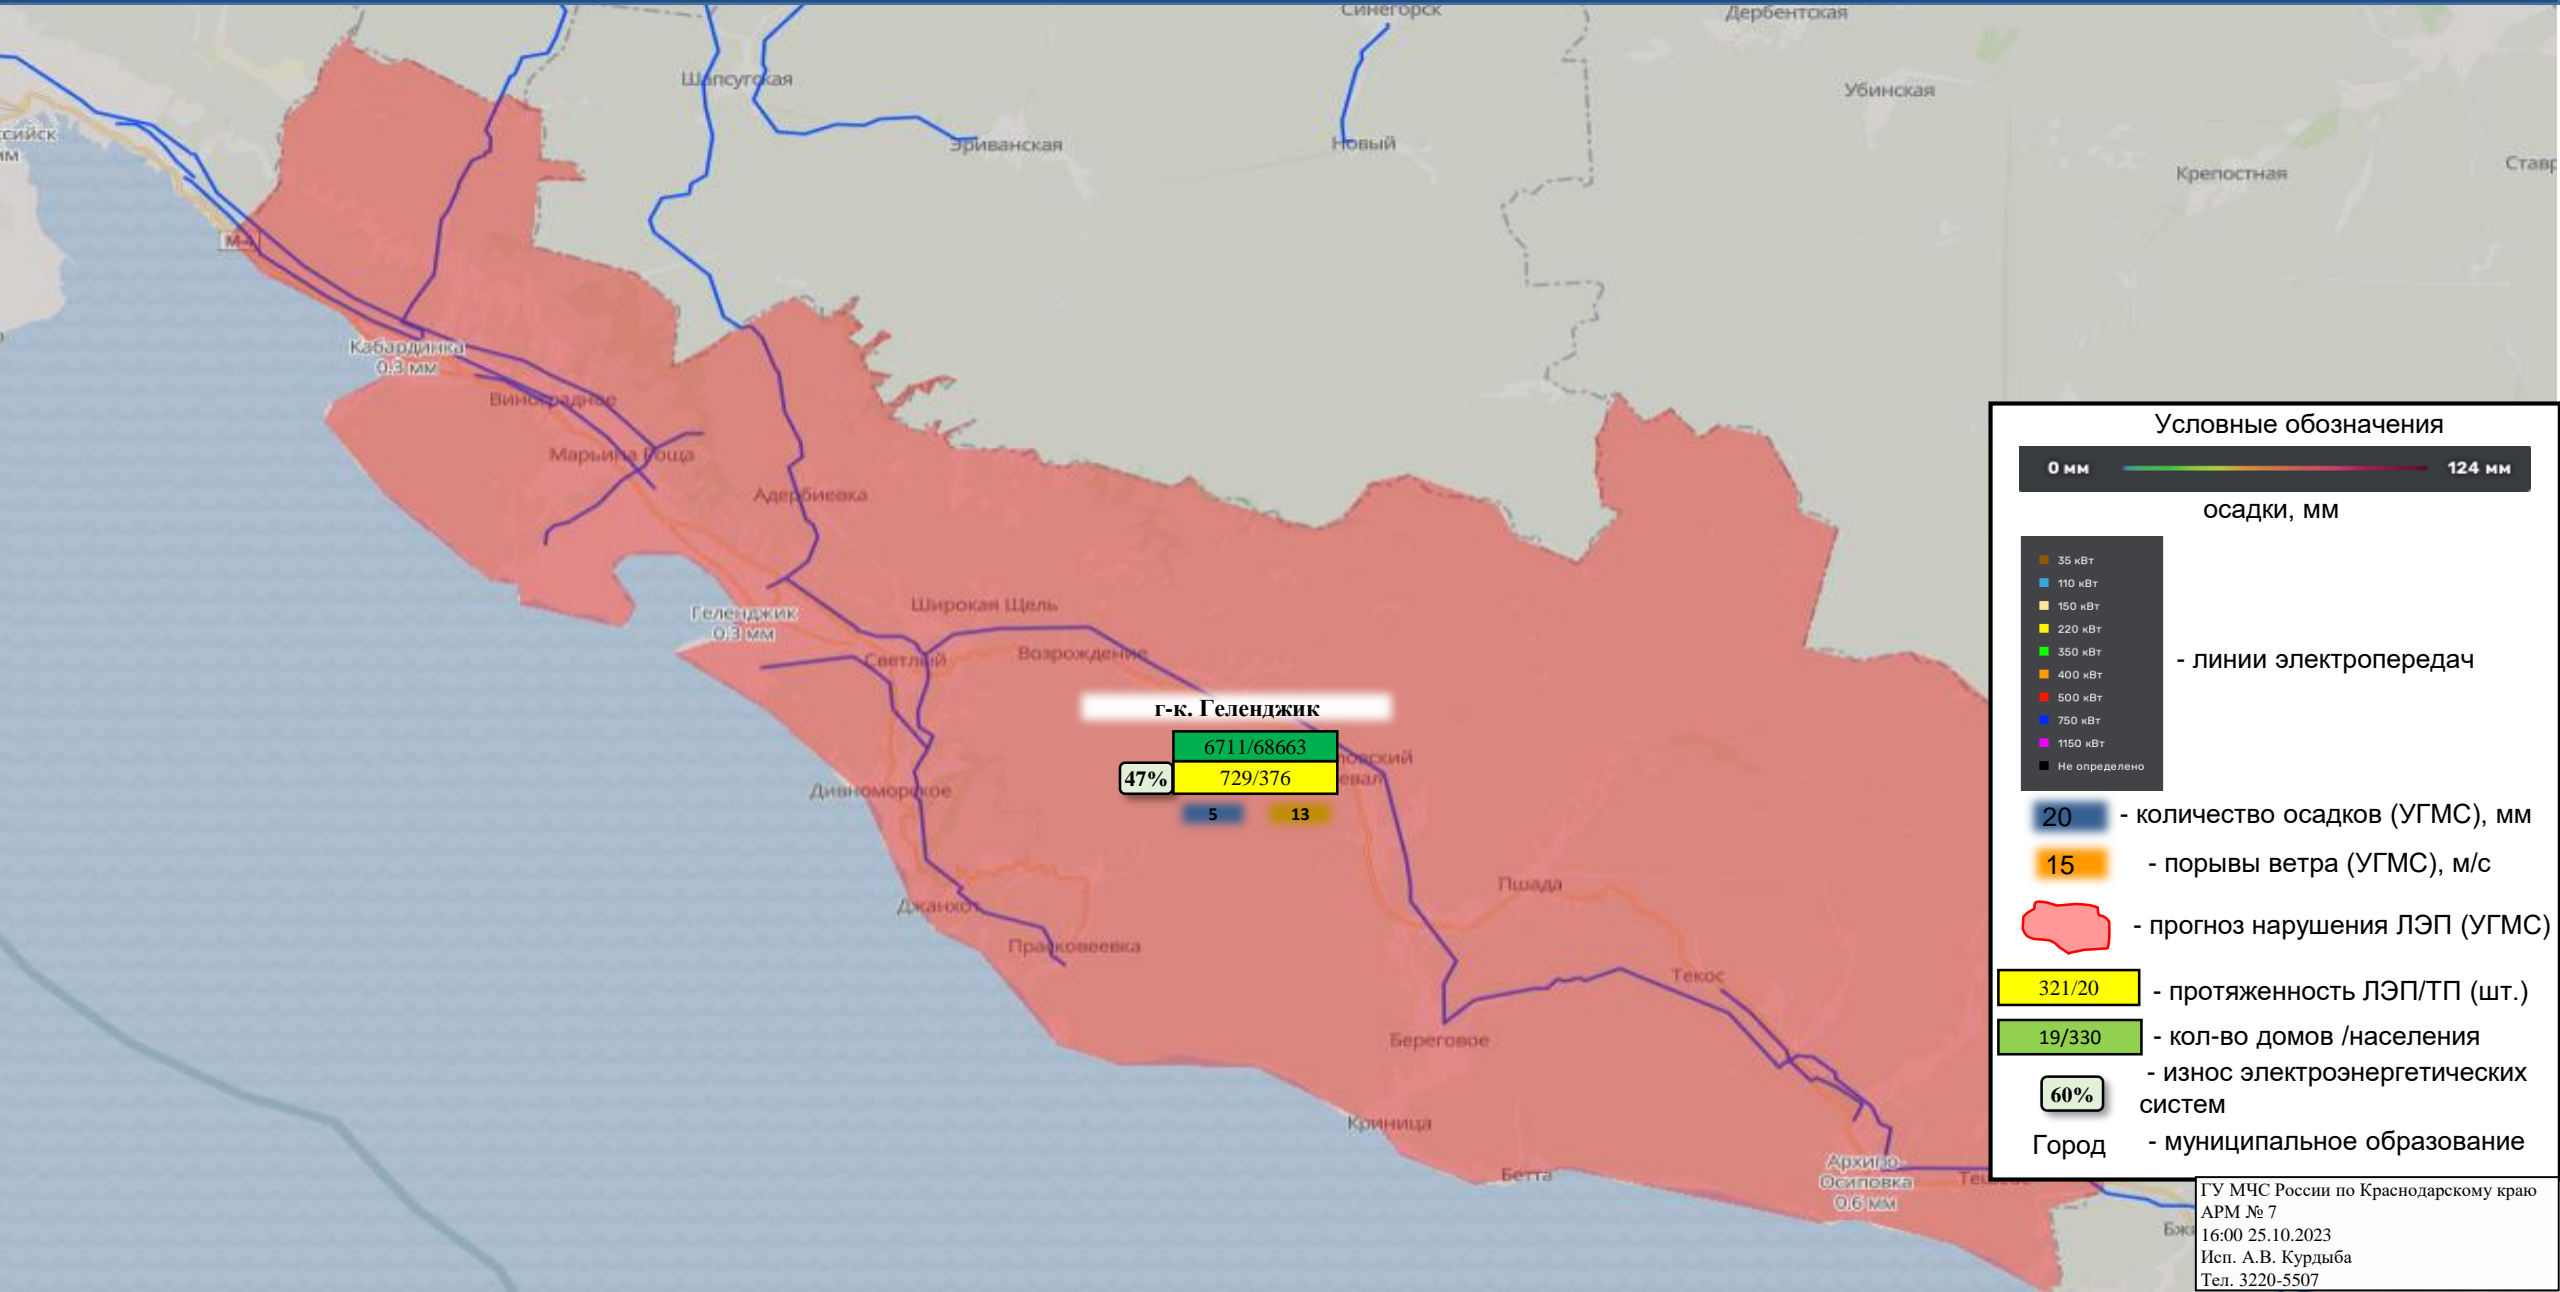 Синегорск
Дербентская
Шапсугская
Убинская
Эриванская
Новый
Крепостная
М-4
Кабардинка
0.3 мм
Виноградное
Марьина Роща
Адербиевка
Геленджик
0.3 мм
Широкая Щель
Светлый
Возрождение
г-к. Геленджик
6711/68663
47%
729/376
5
13
Дивноморское
Джанхот
Прасковеевка
Пшада
Текос
Береговое
Криница
Бетта
Архипо-
Осиповка
0.6 мм
Условные обозначения
0 мм
124 мм
осадки, мм
35 кВт
110 кВт
150 кВт
220 кВт
350 кВт
400 кВт
500 кВт
750 кВт
1150 кВт
Не определено
- линии электропередач
20 - количество осадков (УГМС), мм
15 - порывы ветра (УГМС), м/с
- прогноз нарушения ЛЭП (УГМС)
321/20 - протяженность ЛЭП/ТП (шт.)
19/330 - кол-во домов /населения
60% - износ электроэнергетических
систем
Город - муниципальное образование
ГУ МЧС России по Краснодарскому краю
АРМ № 7
16:00 25.10.2023
Исп. А.В. Курдыба
Тел. 3220-5507